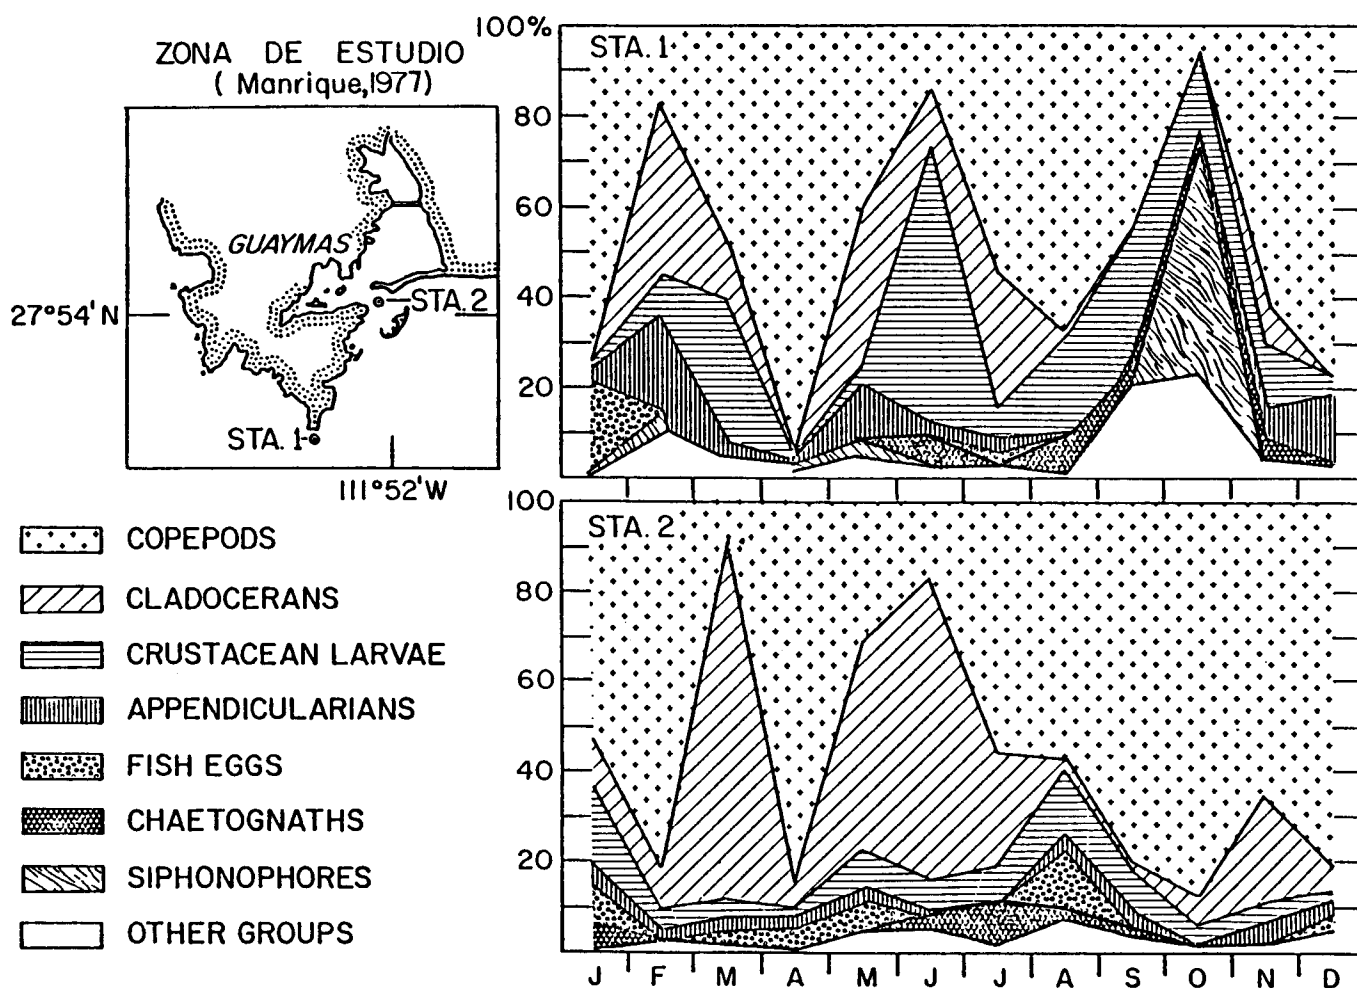 ZONA DE ESTUDIO
( Manrique,1977)
GUAYMAS
STA. 2
27°54'N
STA. 1
111°52'W
COPEPODS
CLADOCERANS
CRUSTACEAN LARVAE
APPENDICULARIANS
FISH EGGS
CHAETOGNATHS
SIPHONOPHORES
OTHER GROUPS
100%
STA. 1
80
60
40
20
100
STA. 2
80
60
40
20
J F M A M J J A S O N D